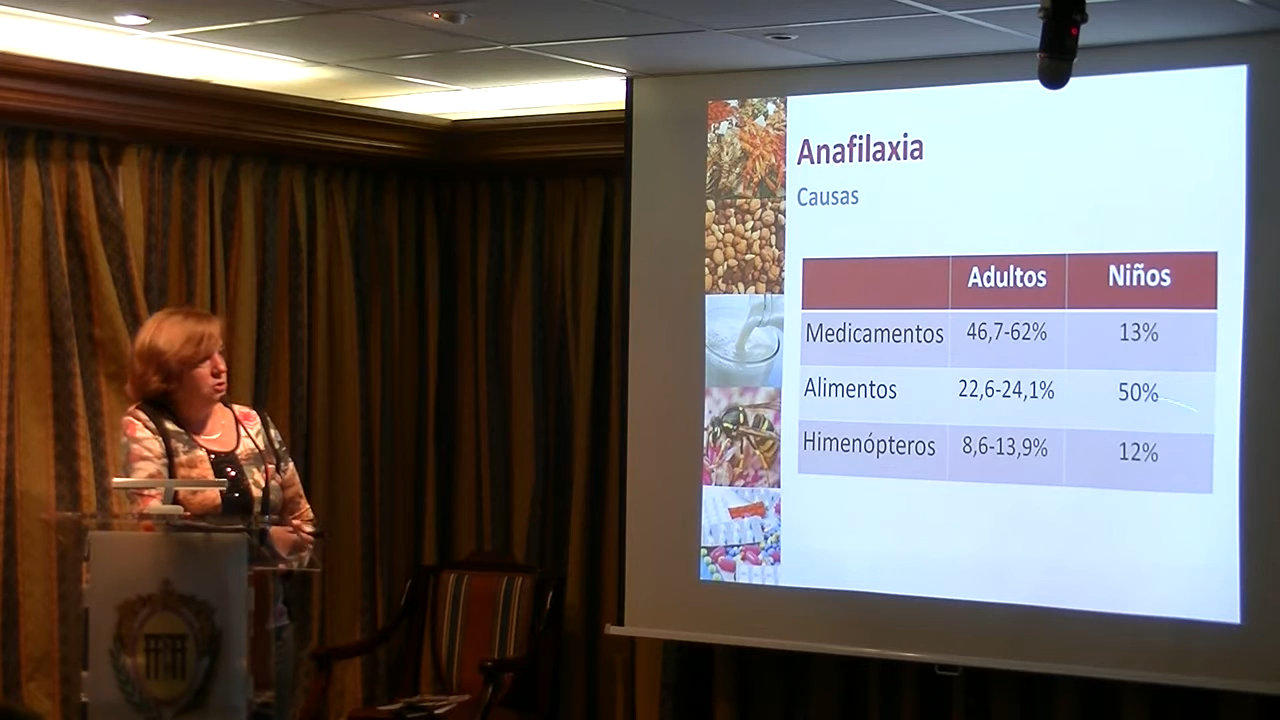 Anafilaxia
Causas
Adultos Niños
Medicamentos 46,7-62% 13%
Alimentos 22,6-24,1% 50%
Himenópteros 8,6-13,9% 12%